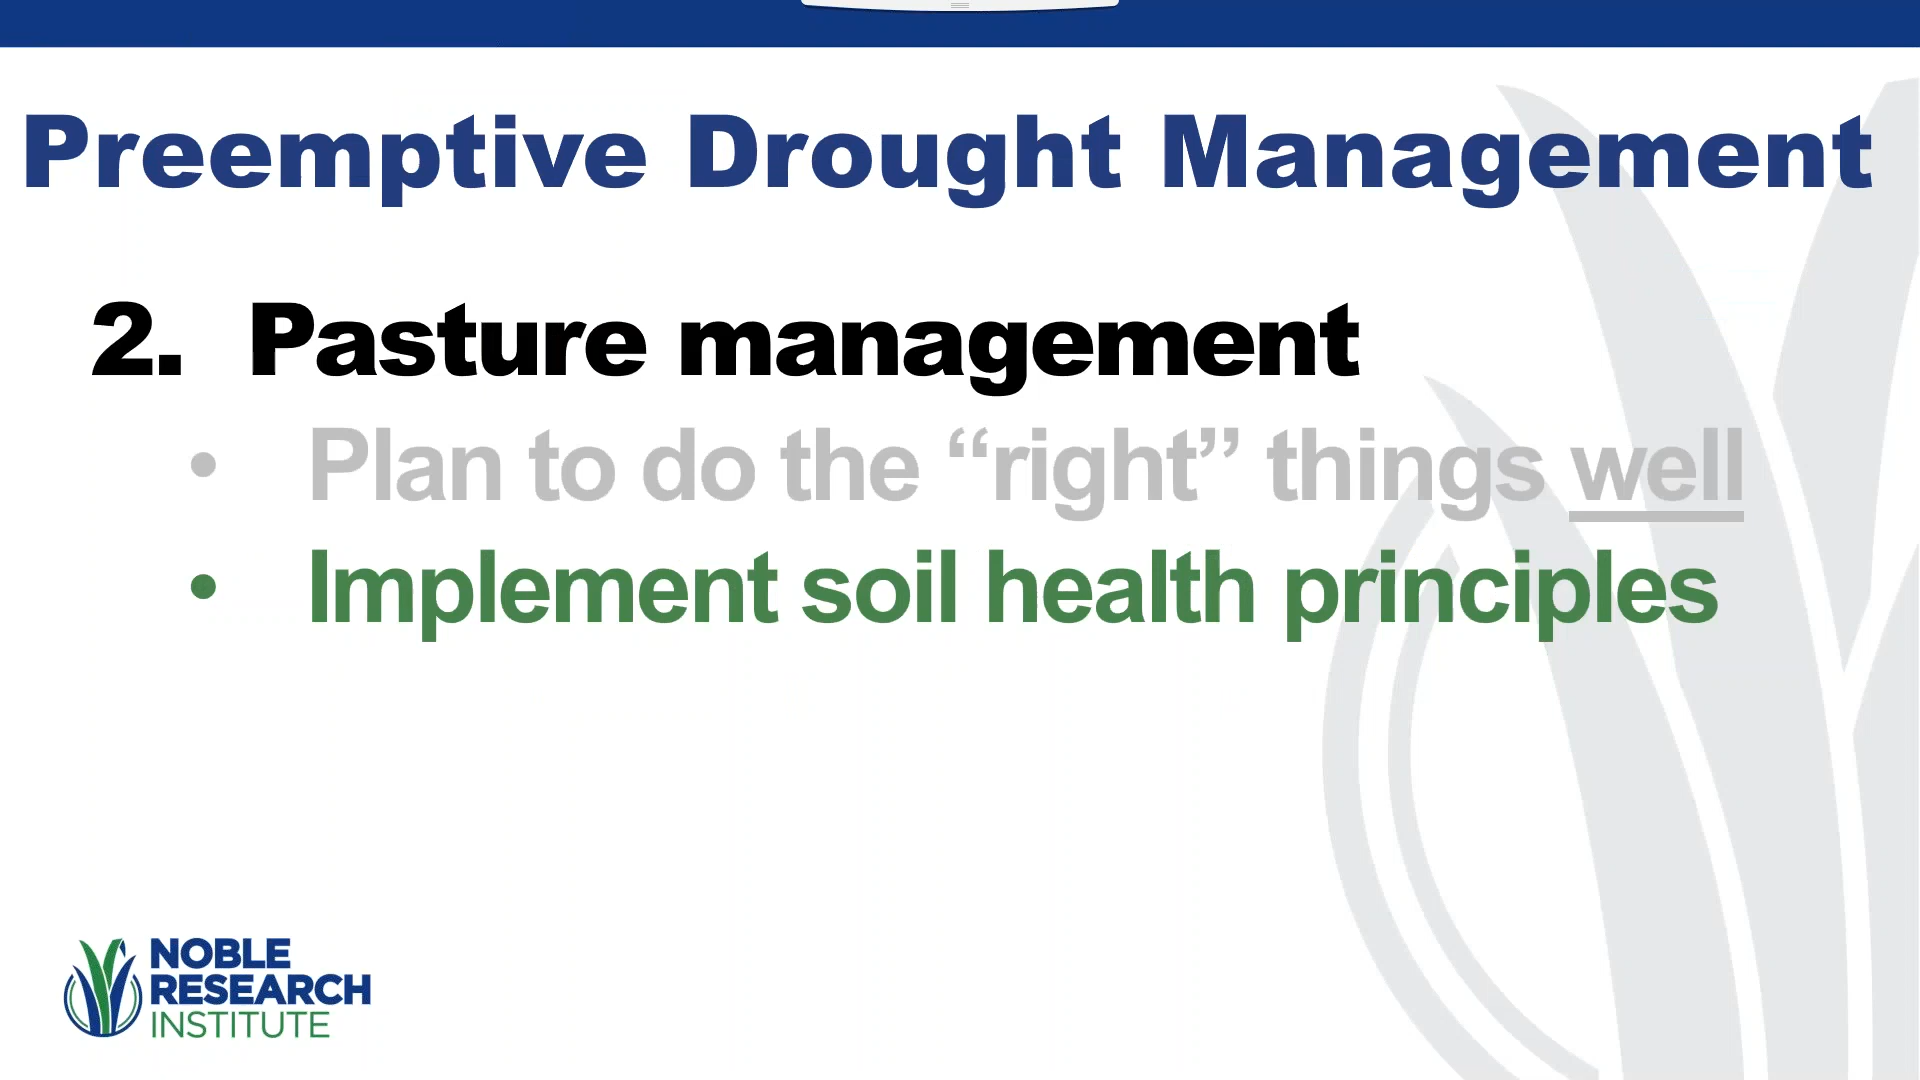 Preemptive Drought Management
2. Pasture management
• Plan to do the “right” things well
• Implement soil health principles
NOBLE
RESEARCH
INSTITUTE